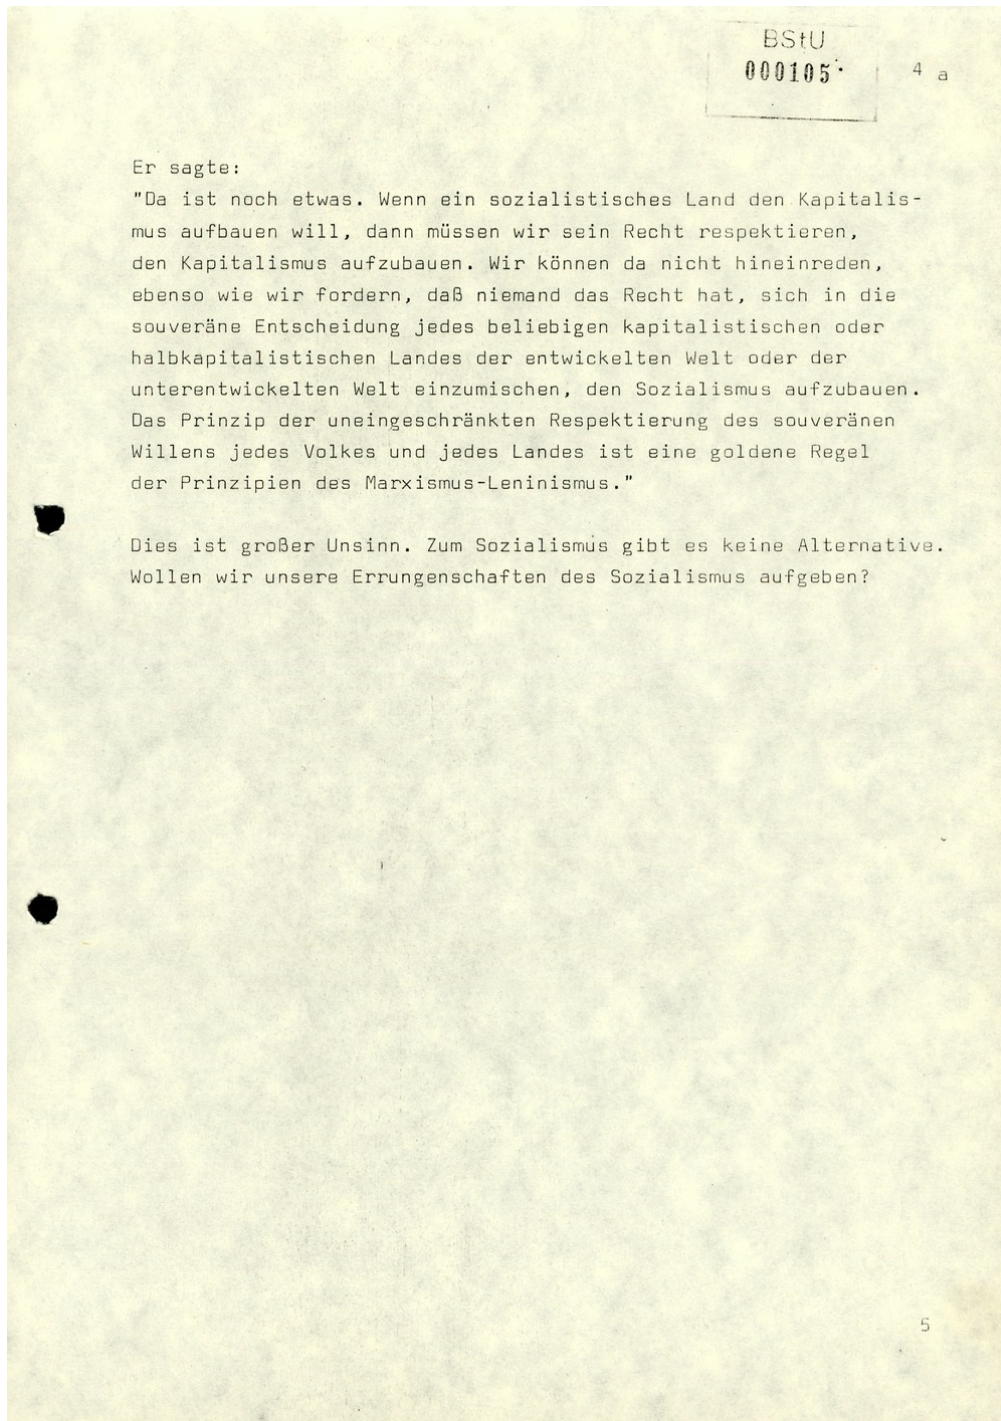 BStU
000105
4 a
Er sagte:
"Da ist noch etwas. Wenn ein sozialistisches Land den Kapitalis-
mus aufbauen will, dann müssen wir sein Recht respektieren,
den Kapitalismus aufzubauen. Wir können da nicht hineinreden,
ebenso wie wir fordern, daß niemand das Recht hat, sich in die
souveräne Entscheidung jedes beliebigen kapitalistischen oder
halbkapitalistischen Landes der entwickelten Welt oder der
unterentwickelten Welt einzumischen, den Sozialismus aufzubauen.
Das Prinzip der uneingeschränkten Respektierung des souveränen
Willens jedes Volkes und jedes Landes ist eine goldene Regel
der Prinzipien des Marxismus-Leninismus."
Dies ist großer Unsinn. Zum Sozialismus gibt es keine Alternative.
Wollen wir unsere Errungenschaften des Sozialismus aufgeben?
5